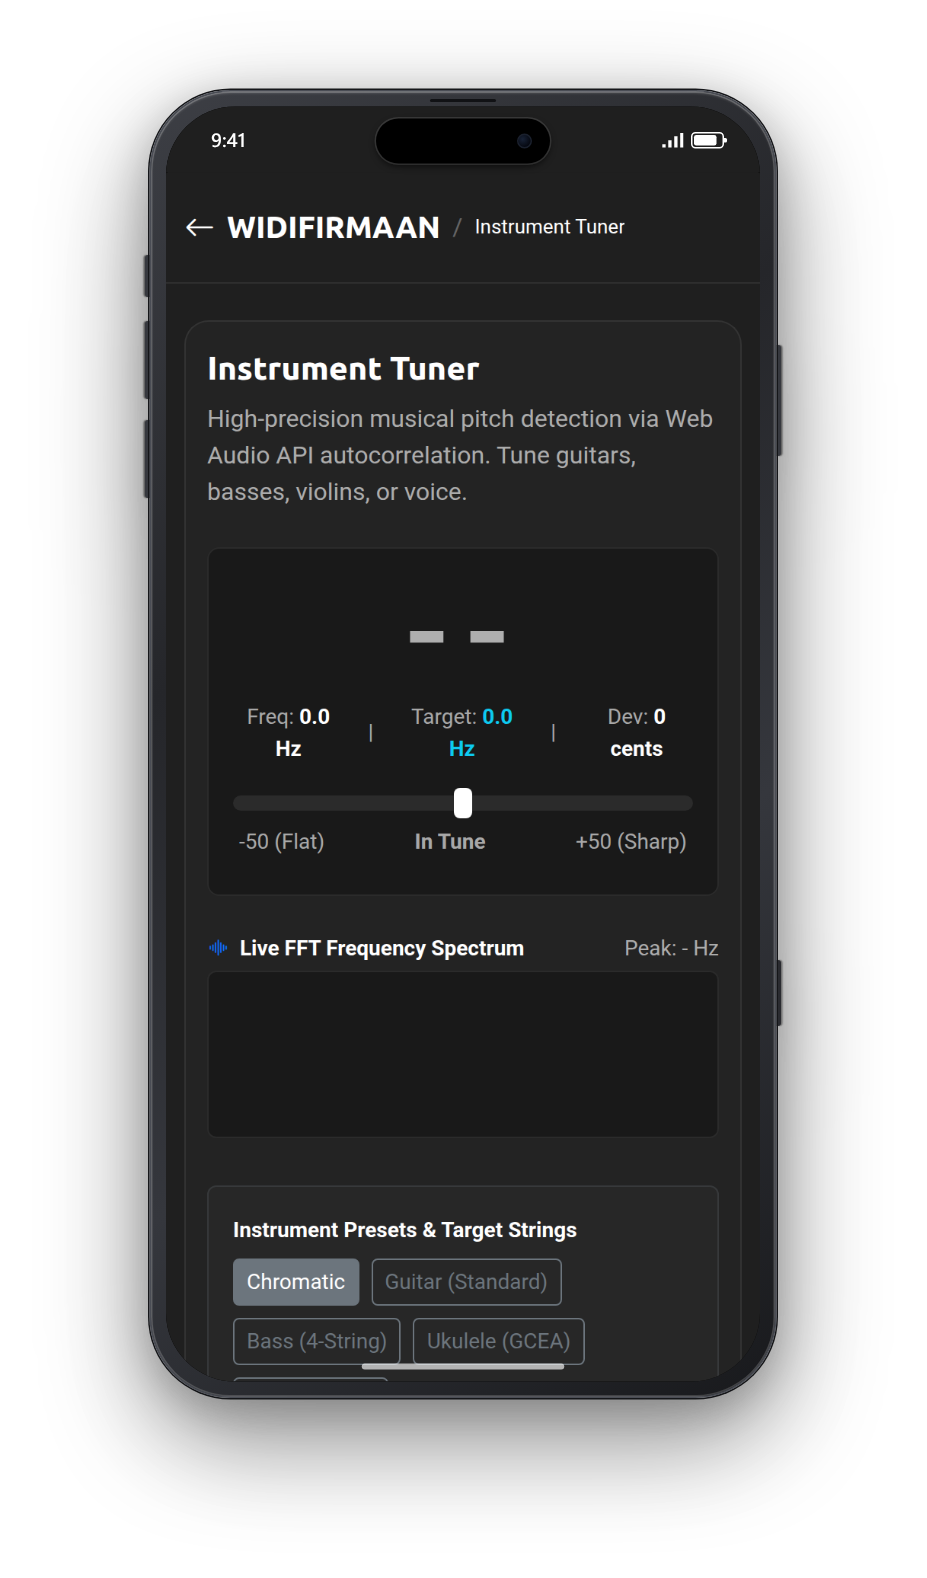 9:41
WIDIFIRMAAN / Instrument Tuner
Instrument Tuner
High-precision musical pitch detection via Web
Audio API autocorrelation. Tune guitars,
basses, violins, or voice.
– –
Freq: 0.0 Hz | Target: 0.0 Hz | Dev: 0 cents
-50 (Flat) In Tune +50 (Sharp)
Live FFT Frequency Spectrum Peak: - Hz
Instrument Presets & Target Strings
Chromatic Guitar (Standard)
Bass (4-String) Ukulele (GCEA)